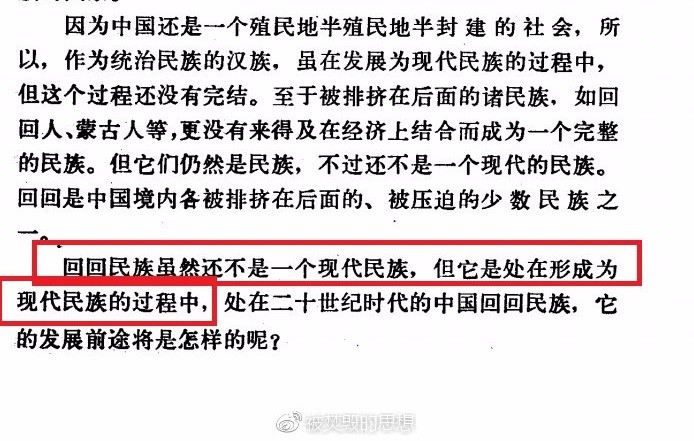 因为中国还是一个殖民地半殖民地半封建的社会，所
以，作为统治民族的汉族，虽在发展为现代民族的过程中，
但这个过程还没有完结。至于被排挤在后面的诸民族，如回
回人、蒙古人等，更没有来得及在经济上结合而成为一个完整
的民族。但它们仍然是民族，不过还不是一个现代的民族。
回回是中国境内各被排挤在后面的、被压迫的少数民族之
一。
回回民族虽然还不是一个现代民族，但它是处在形成为
现代民族的过程中，处在二十世纪时代的中国回回民族，它
的发展前途将是怎样的呢？
被焚毁的思想